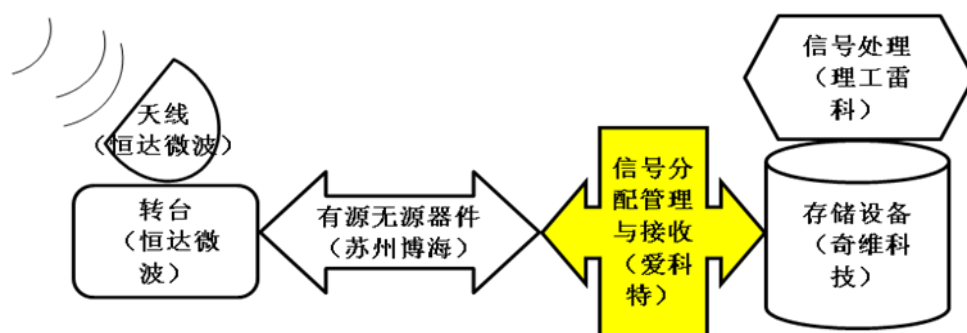 天线
（恒达微波）
转台
（恒达微
波）
有源无源器件
（苏州博海）
信号分
配管理
与接收
（爱科
特）
信号处理
（理工雷
科）
存储设备
（奇维科
技）